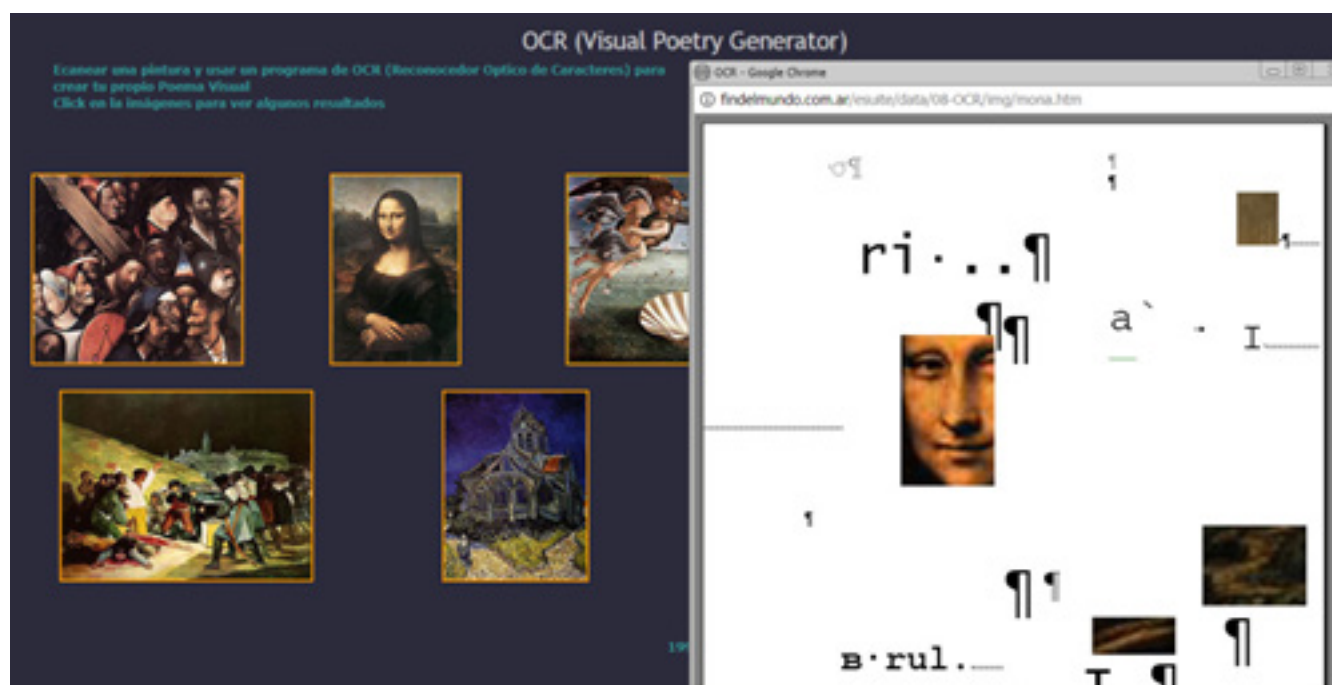 OCR (Visual Poetry Generator)
Ecanear una pintura y usar un programa de OCR (Reconocedor Optico de Caracteres) para
crear tu propio Poema Visual
Click en la imágenes para ver algunos resultados
OCR - Google Chrome
findelmundo.com.ar/esuite/data/08-OCR/img/mona.htm
¶
¶
¶
ri·..¶
¶
¶¶
a` · I
¶
¶¶
¶
в·rul.
I ¶